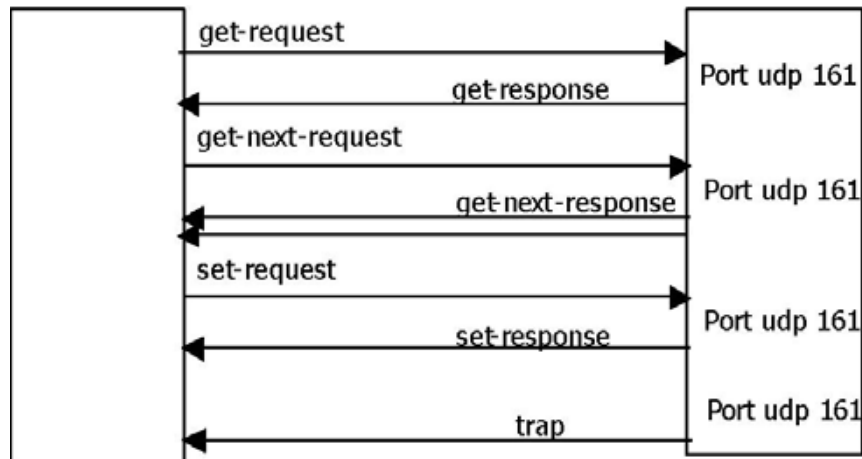 get-request
Port udp 161
get-response
get-next-request
Port udp 161
get-next-response
set-request
Port udp 161
set-response
Port udp 161
trap